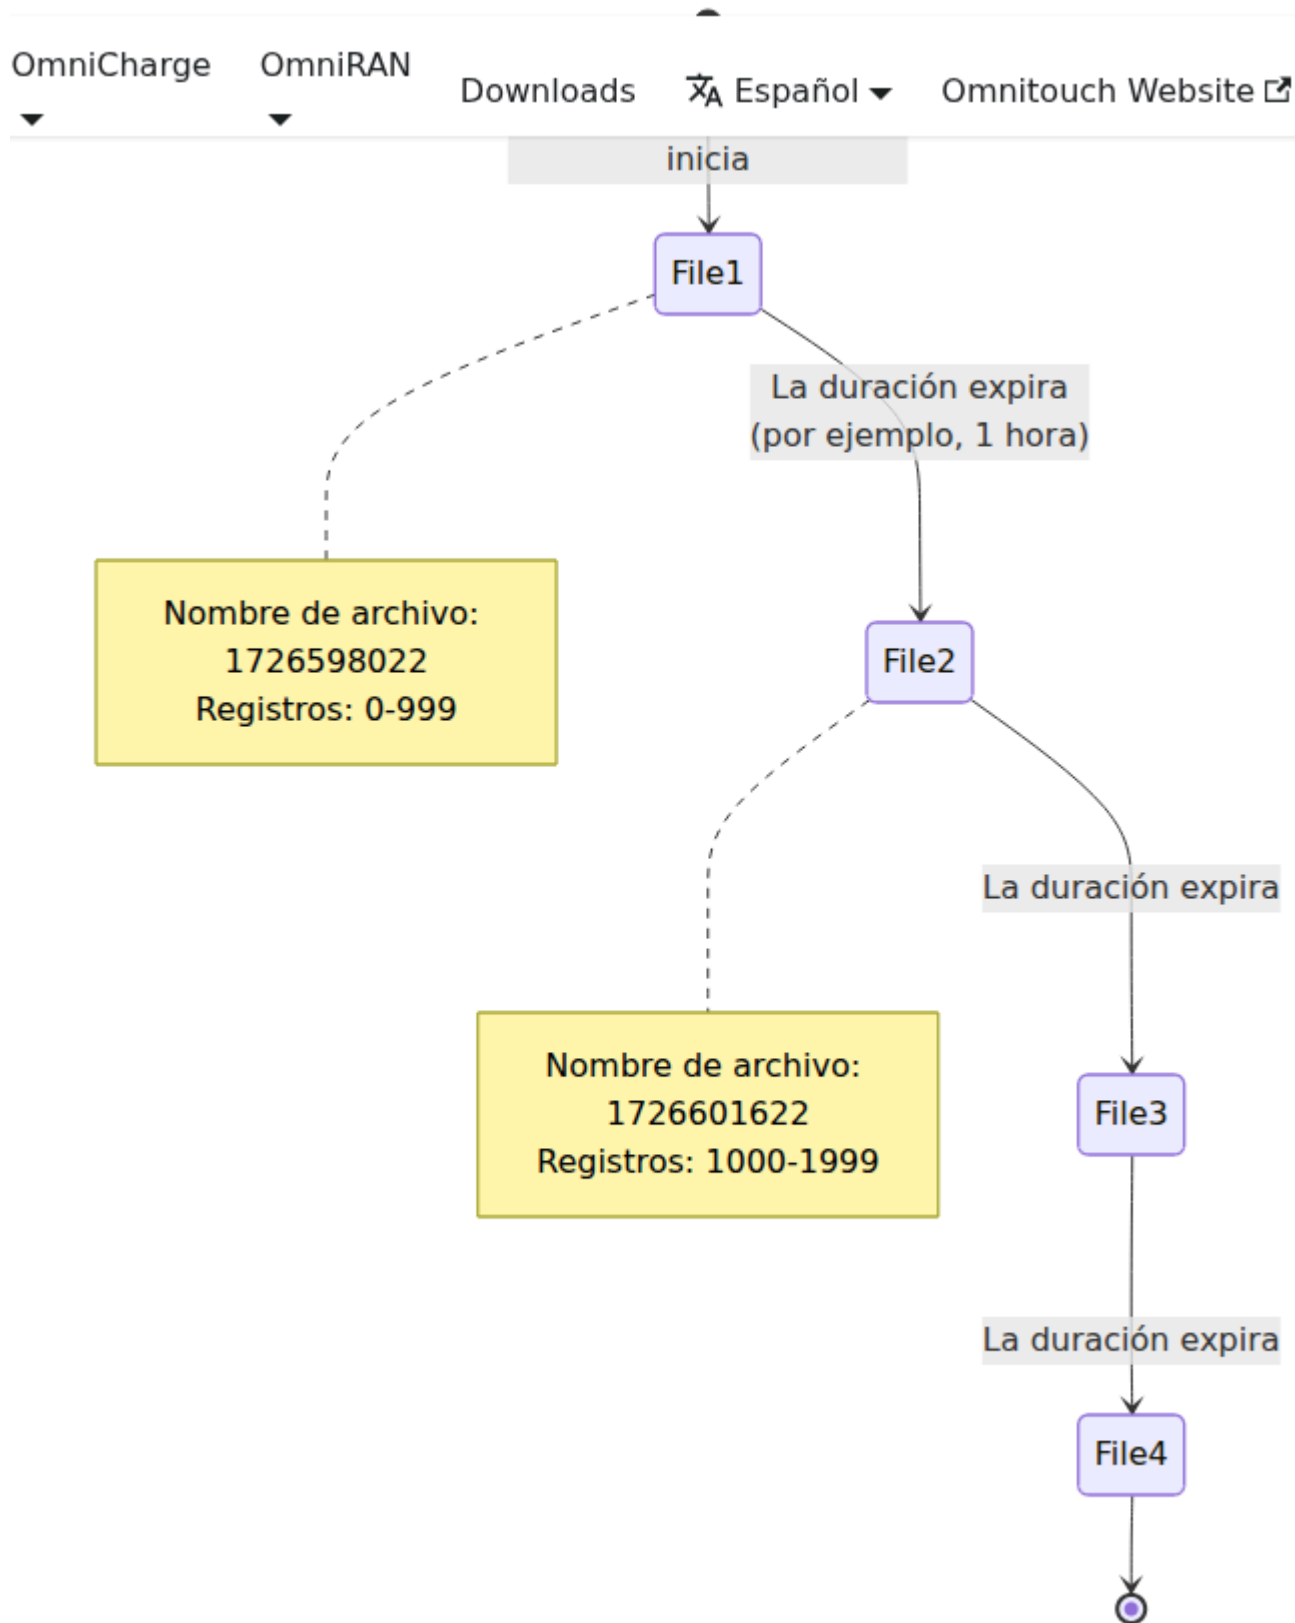 OmniCharge
OmniRAN
Downloads
Español
Omnitouch Website
inicia
File1
La duración expira
(por ejemplo, 1 hora)
Nombre de archivo:
1726598022
Registros: 0-999
File2
La duración expira
Nombre de archivo:
1726601622
Registros: 1000-1999
File3
La duración expira
File4